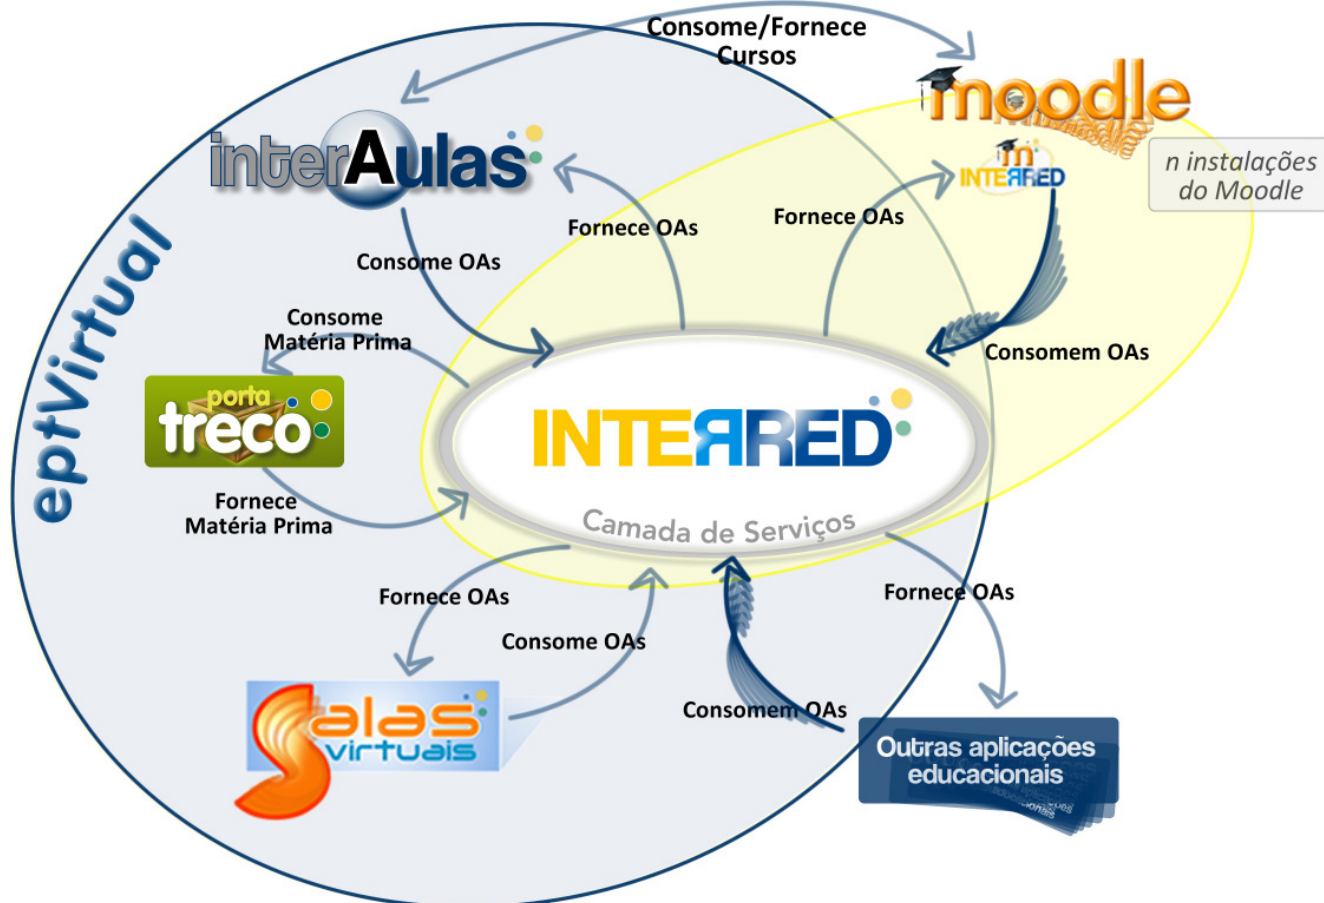 Consome/Fornece
Cursos
moodle
interAulas
n instalações
do Moodle
INTERRED
Fornece OAs
Fornece OAs
Consome OAs
eptVirtual
Consome
Matéria Prima
Consomem OAs
porta
treco
INTERRED
Camada de Serviços
Fornece
Matéria Prima
Fornece OAs
Fornece OAs
Consome OAs
Salas
virtuais
Consomem OAs
Outras aplicações
educacionais